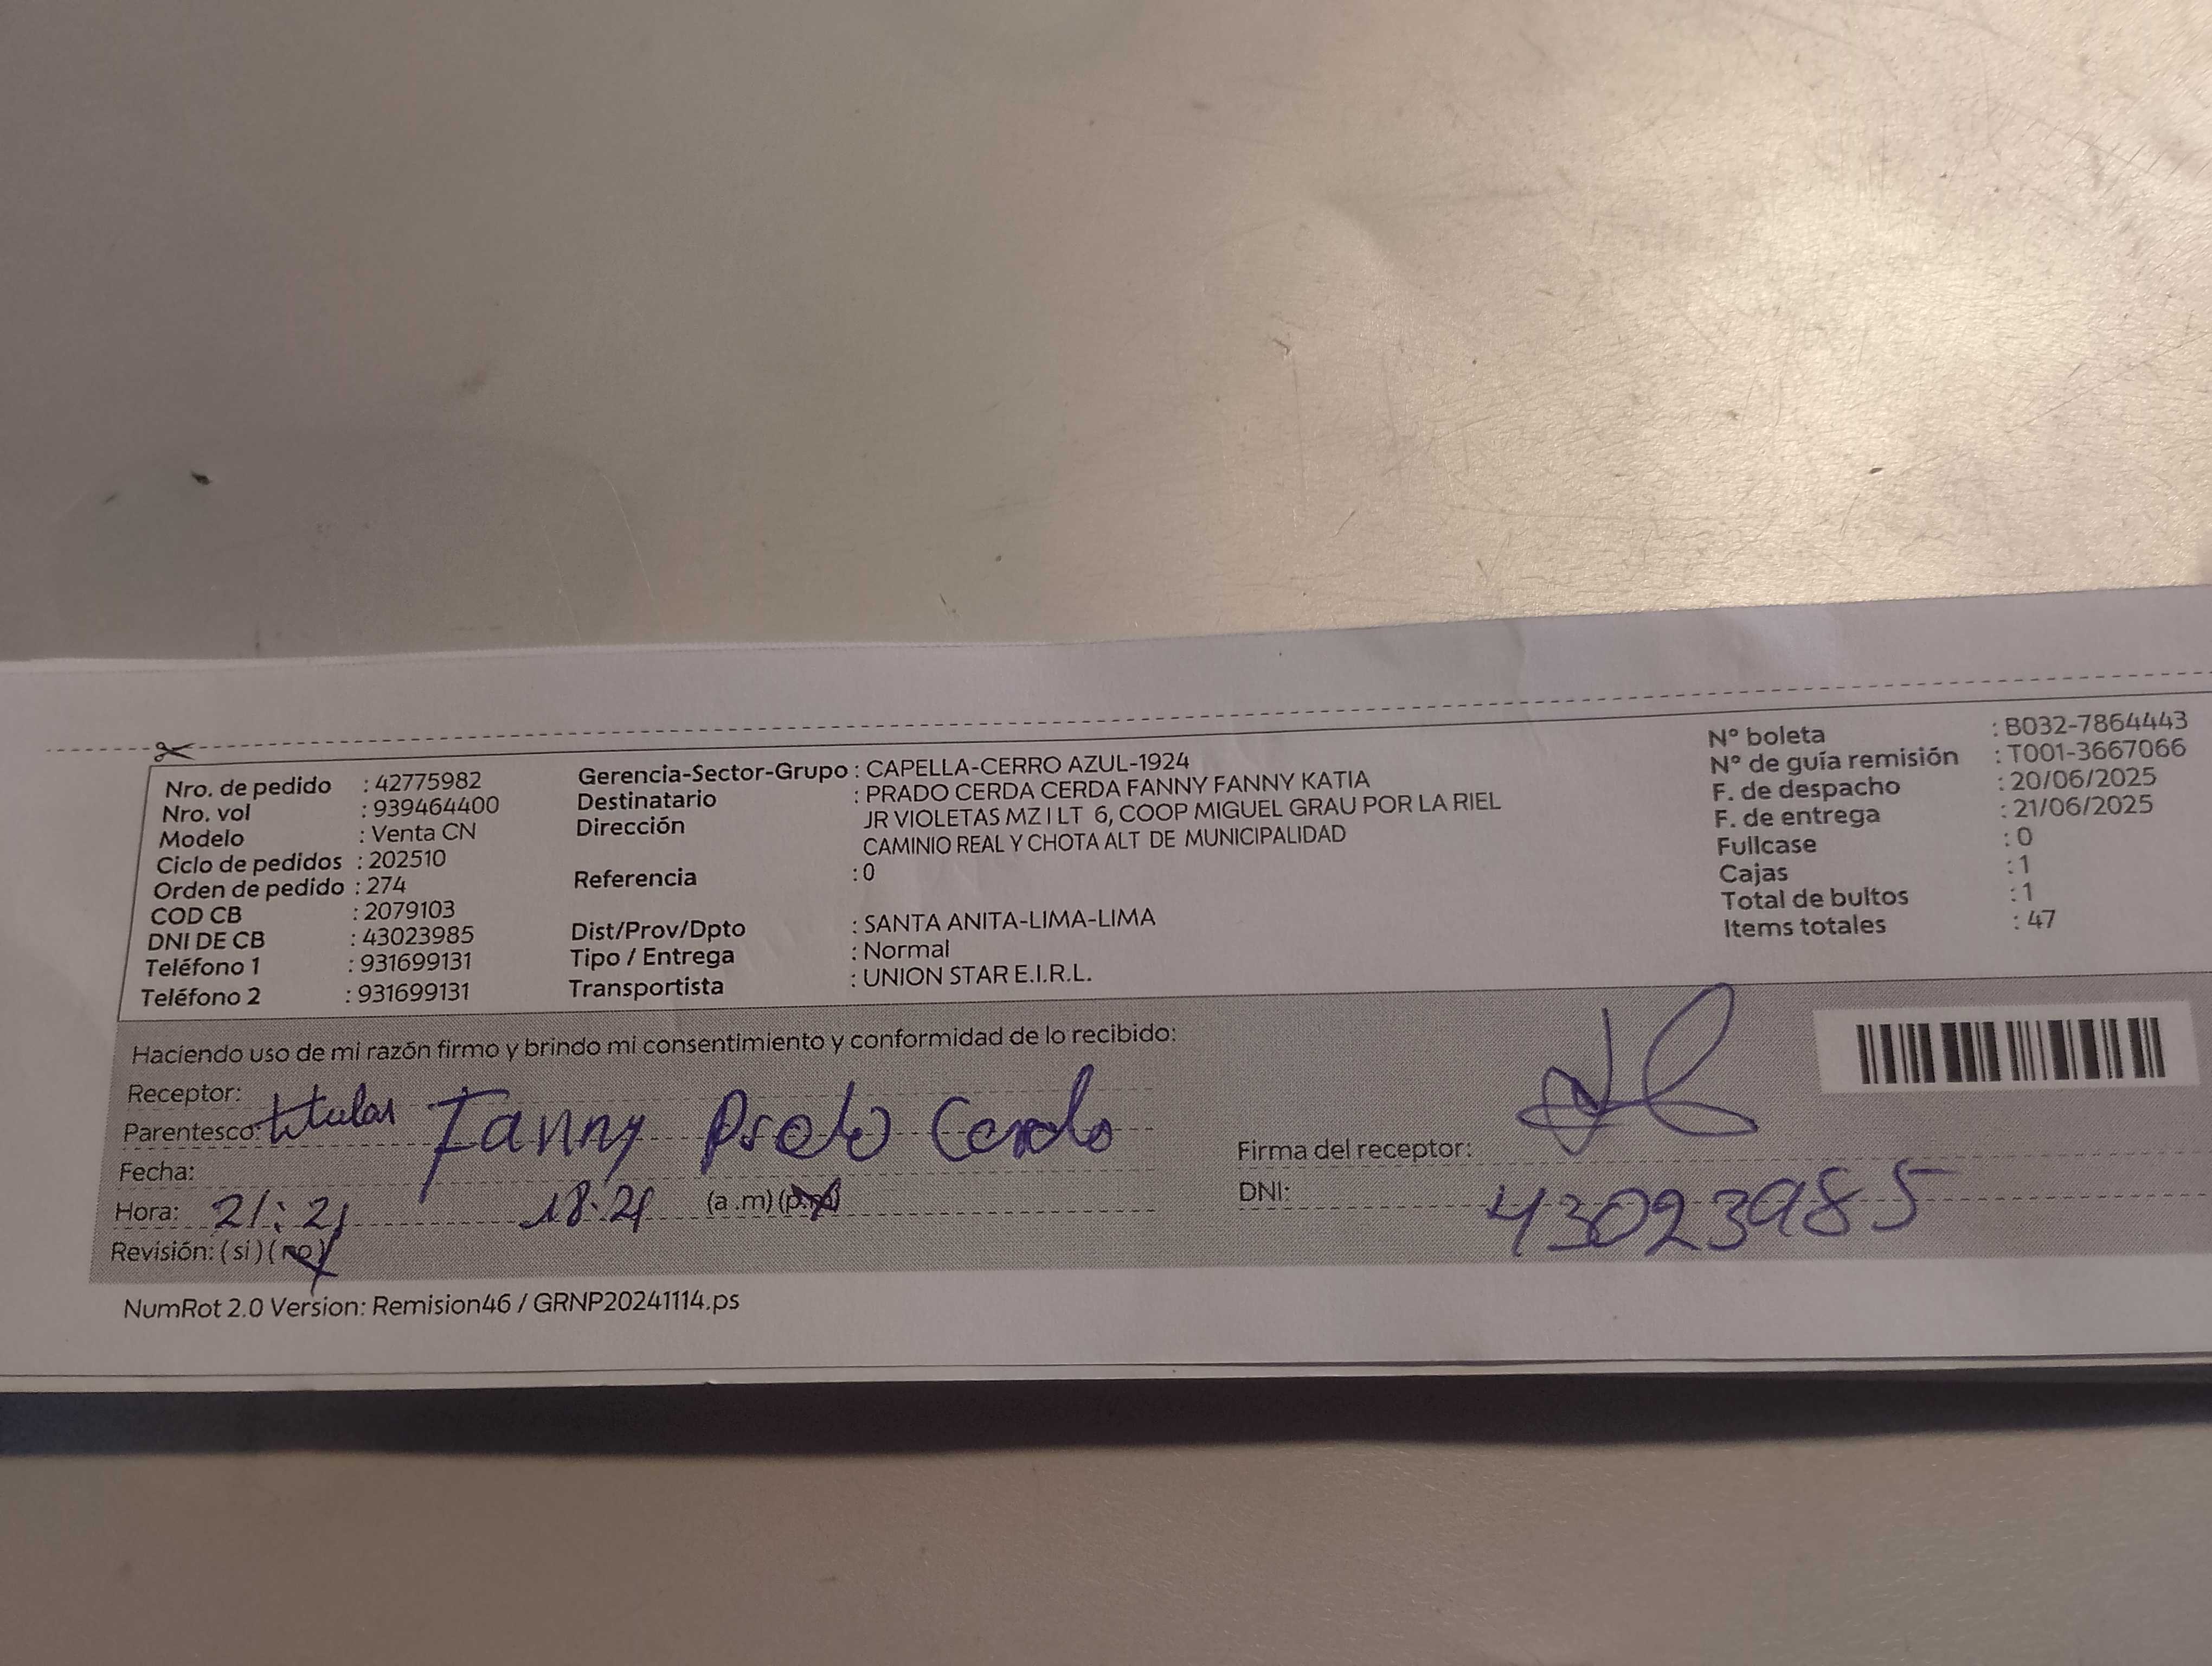 Nro. de pedido : 42775982
Nro. vol : 939464400
Modelo : Venta CN
Ciclo de pedidos : 202510
Orden de pedido : 274
COD CB : 2079103
DNI DE CB : 43023985
Teléfono 1 : 931699131
Teléfono 2 : 931699131
Gerencia-Sector-Grupo : CAPELLA-CERRO AZUL-1924
Destinatario : PRADO CERDA CERDA FANNY FANNY KATIA
Dirección JR VIOLETAS MZ I LT 6, COOP MIGUEL GRAU POR LA RIEL
CAMINIO REAL Y CHOTA ALT DE MUNICIPALIDAD
Referencia : 0
Dist/Prov/Dpto : SANTA ANITA-LIMA-LIMA
Tipo / Entrega : Normal
Transportista : UNION STAR E.I.R.L.
N° boleta : B032-7864443
N° de guía remisión : T001-3667066
F. de despacho : 20/06/2025
F. de entrega : 21/06/2025
Fullcase : 0
Cajas : 1
Total de bultos : 1
Items totales : 47
Haciendo uso de mi razón firmo y brindo mi consentimiento y conformidad de lo recibido:
Receptor:
Parentesco: titular Fanny Prado Cerda
Fecha:
Hora: 21:21 18:21 (a.m) (p.m)
Revisión: (si) (no)
Firma del receptor:
DNI: 43023985
NumRot 2.0 Version: Remision46 / GRNP20241114.ps